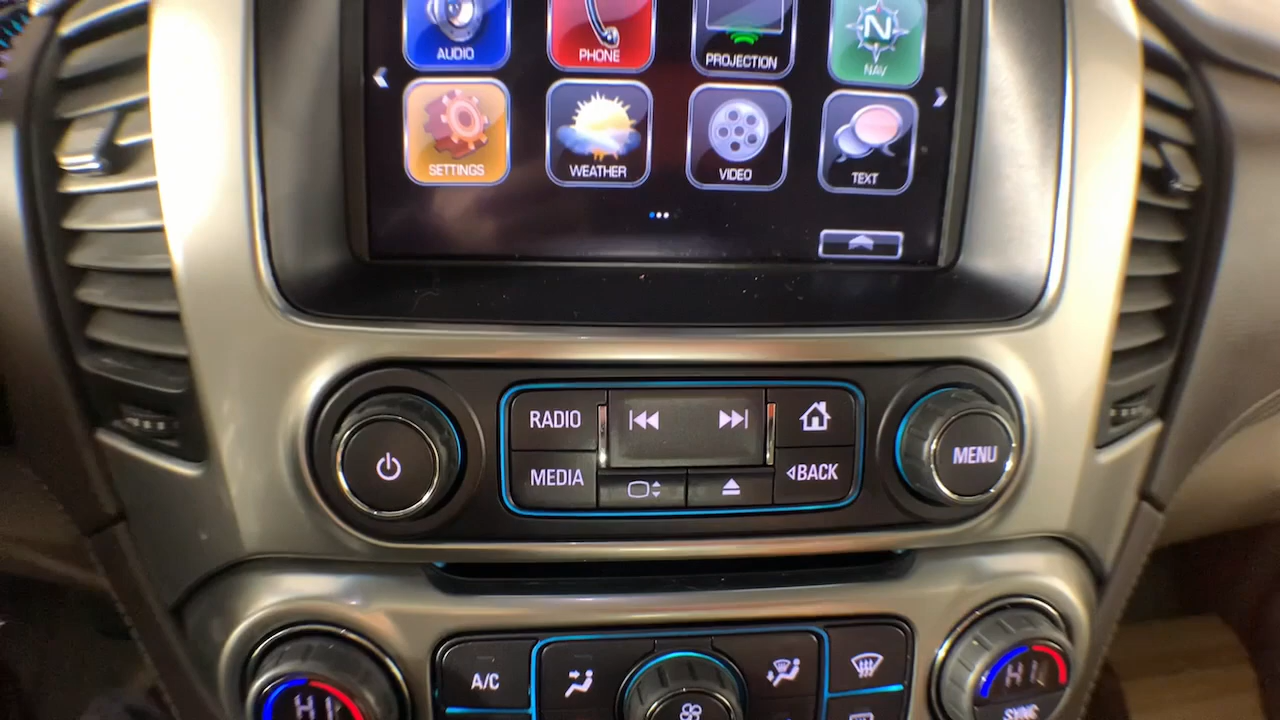 AUDIO PHONE PROJECTION N NAV
SETTINGS WEATHER VIDEO TEXT
RADIO
MEDIA BACK MENU
A/C
HI HI
SYNC